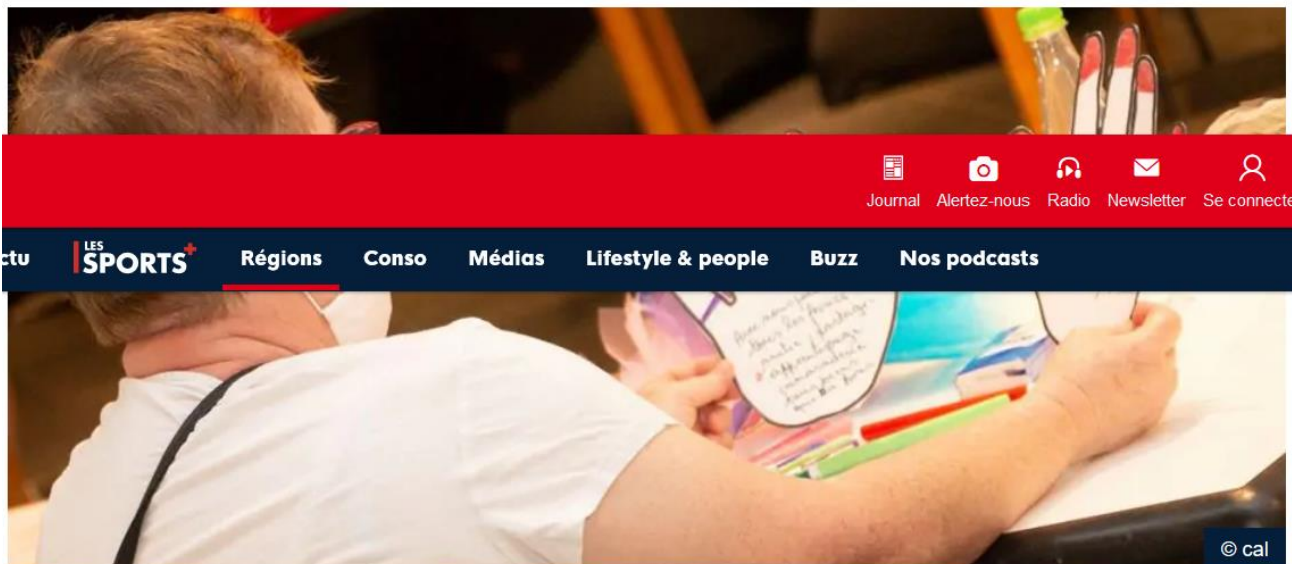 Journal Alertez-nous Radio Newsletter Se connecte
ctu LES SPORTS+ Régions Conso Médias Lifestyle & people Buzz Nos podcasts
© cal